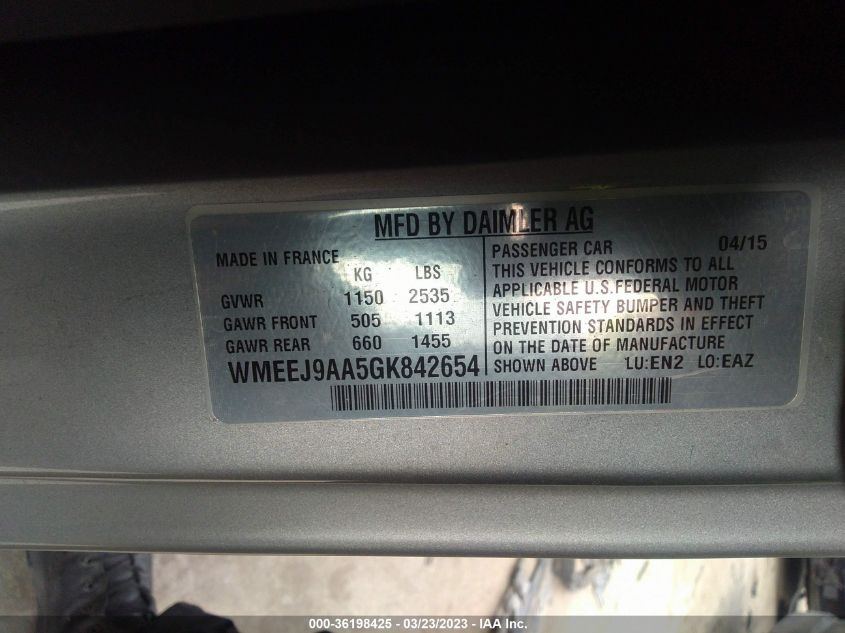 MFD BY DAIMLER AG
MADE IN FRANCE
KG LBS
GVWR 1150 2535
GAWR FRONT 505 1113
GAWR REAR 660 1455
WMEEJ9AA5GK842654
PASSENGER CAR 04/15
THIS VEHICLE CONFORMS TO ALL
APPLICABLE U.S.FEDERAL MOTOR
VEHICLE SAFETY BUMPER AND THEFT
PREVENTION STANDARDS IN EFFECT
ON THE DATE OF MANUFACTURE
SHOWN ABOVE LU:EN2 LO:EAZ
000-36198425 - 03/23/2023 - IAA Inc.